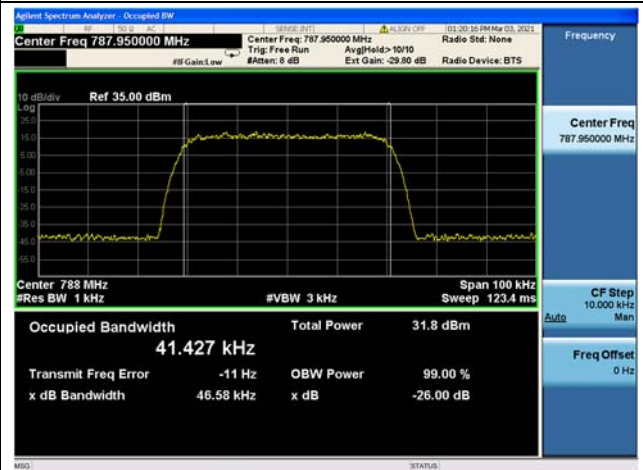 Agilent Spectrum Analyzer - Occupied BW
RF 50 Ω AC SENSE:INT ALIGN OFF 01:20:16 PM Mar 03, 2021
Center Freq 787.950000 MHz Center Freq: 787.950000 MHz Radio Std: None Frequency
Trig: Free Run Avg|Hold:>10/10
#IFGain:Low #Atten: 8 dB Ext Gain: -29.80 dB Radio Device: BTS
10 dB/div Ref 35.00 dBm
Log
25.0
15.0
5.00
-5.00
-15.0
-25.0
-35.0
-45.0
-55.0
Center Freq
787.950000 MHz
Center 788 MHz Span 100 kHz
#Res BW 1 kHz #VBW 3 kHz Sweep 123.4 ms
CF Step
10.000 kHz
Auto Man
Occupied Bandwidth Total Power 31.8 dBm
41.427 kHz
Freq Offset
0 Hz
Transmit Freq Error -11 Hz OBW Power 99.00 %
x dB Bandwidth 46.58 kHz x dB -26.00 dB
MSG STATUS